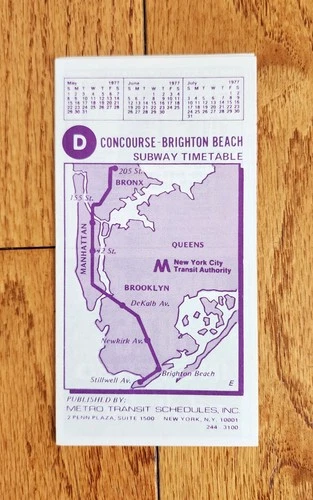 May 1977 June 1977 July 1977
S M T W T F S S M T W T F S S M T W T F S
D
CONCOURSE-BRIGHTON BEACH
SUBWAY TIMETABLE
205 St.
BRONX
155 St.
MANHATTAN
QUEENS
M New York City
Transit Authority
BROOKLYN
DeKalb Av.
Newkirk Av.
Brighton Beach
Stillwell Av.
E
PUBLISHED BY:
METRO TRANSIT SCHEDULES, INC.
2 PENN PLAZA, SUITE 1500 NEW YORK, N.Y. 10001
244-3100